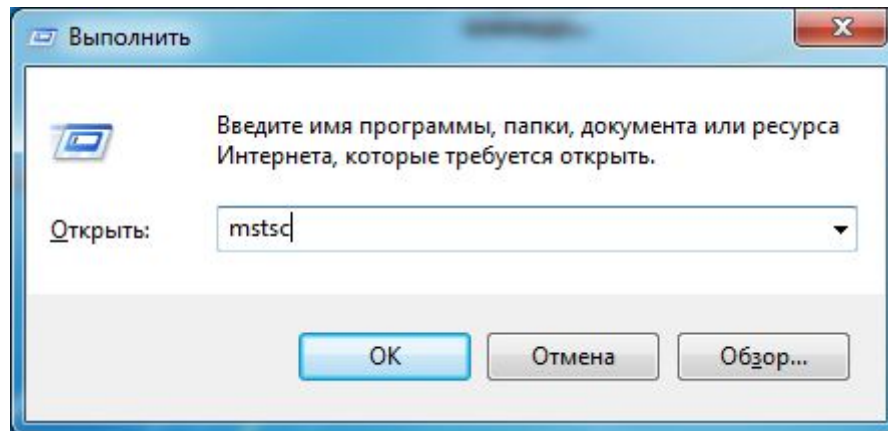 Выполнить
Введите имя программы, папки, документа или ресурса
Интернета, которые требуется открыть.
Открыть: mstsc
OK Отмена Обзор...